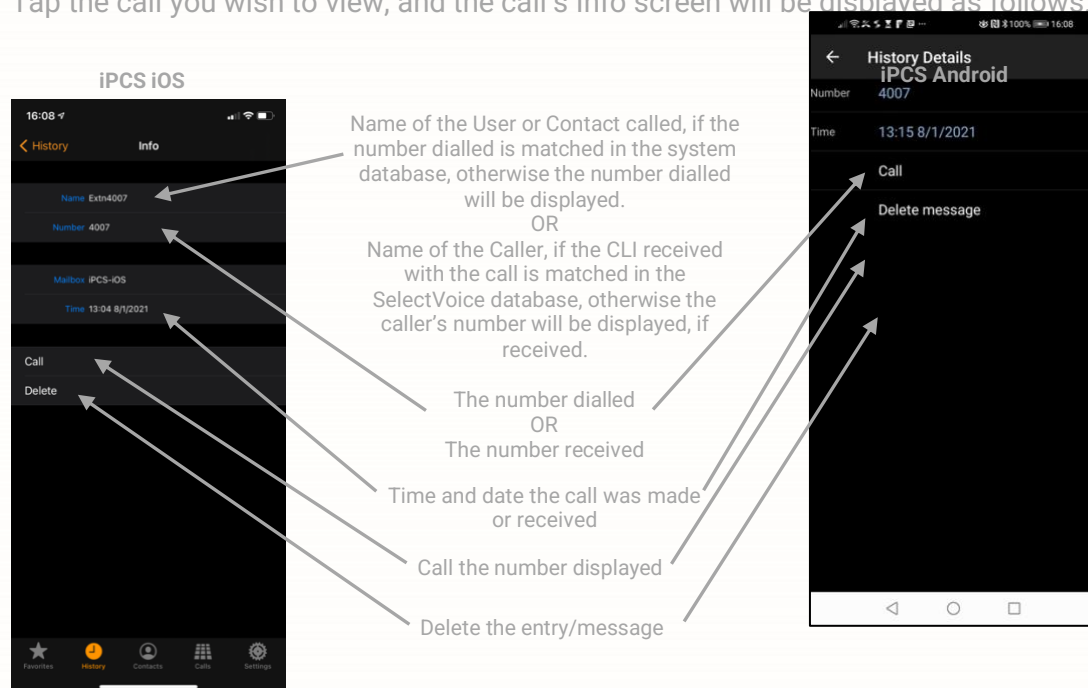 Tap the call you wish to view, and the call's info screen will be displayed as follows.
iPCS iOS
16:08
History
Info
Name Extn4007
Number 4007
Mailbox iPCS-iOS
Time 13:04 8/1/2021
Call
Delete
Favorites
History
Contacts
Calls
Settings
Name of the User or Contact called, if the
number dialled is matched in the system
database, otherwise the number dialled
will be displayed.
OR
Name of the Caller, if the CLI received
with the call is matched in the
SelectVoice database, otherwise the
caller's number will be displayed, if
received.
The number dialled
OR
The number received
Time and date the call was made
or received
Call the number displayed
Delete the entry/message
100% 16:08
History Details
iPCS Android
Number 4007
Time 13:15 8/1/2021
Call
Delete message